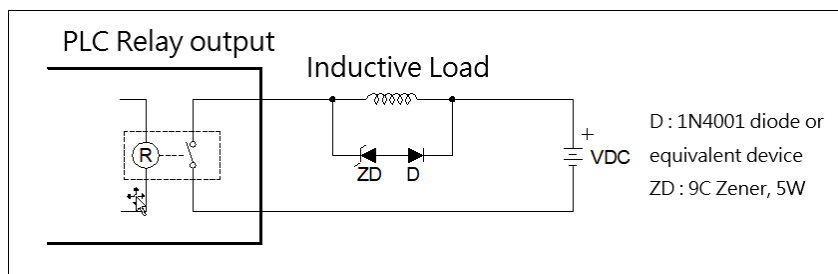 PLC Relay output
Inductive Load
R
ZD
D
+
VDC
D : 1N4001 diode or
equivalent device
ZD : 9C Zener, 5W